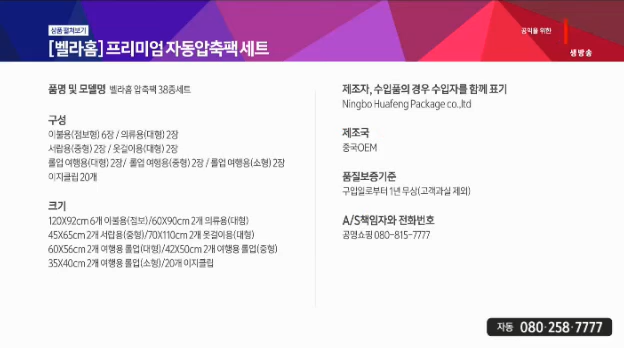 상품 펼쳐보기
[벨라홈] 프리미엄 자동압축팩 세트
공익을 위한
생방송
품명 및 모델명 벨라홈 압축팩 38종세트
구성
이불용(점보형) 6장 / 의류용(대형) 2장
서랍용(중형) 2장 / 옷걸이용(대형) 2장
롤업 여행용(대형) 2장/ 롤업 여행용(중형) 2장 / 롤업 여행용(소형) 2장
이지클립 20개
크기
120X92cm 6개 이불용(점보)/60X90cm 2개 의류용(대형)
45X65cm 2개 서랍용(중형)/70X110cm 2개 옷걸이용(대형)
60X56cm 2개 여행용 롤업(대형)/42X50cm 2개 여행용 롤업(중형)
35X40cm 2개 여행용 롤업(소형)/20개 이지클립
제조자, 수입품의 경우 수입자를 함께 표기
Ningbo Huafeng Package co.,ltd
제조국
중국OEM
품질보증기준
구입일로부터 1년 무상(고객과실 제외)
A/S책임자와 전화번호
공영쇼핑 080-815-7777
자동 080·258·7777